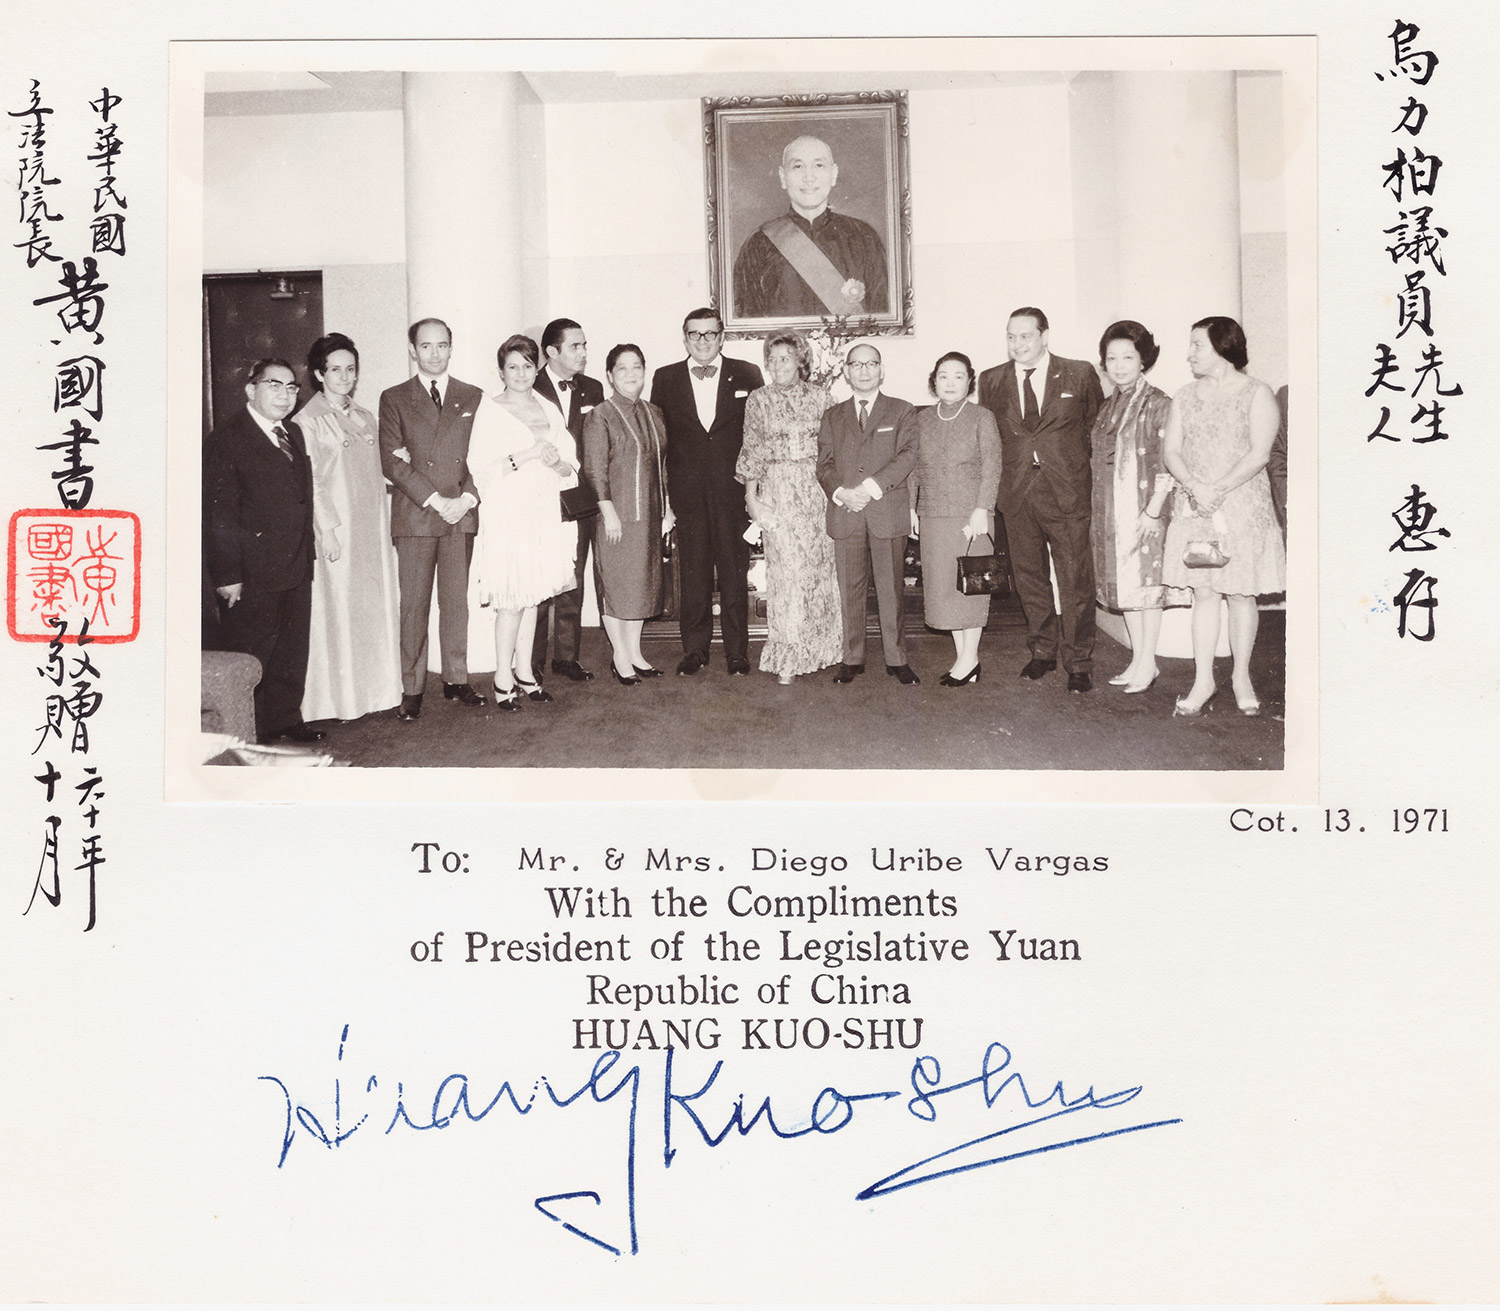 烏力柏議員先生夫人 惠存
中華民國
立法院院長
黃國書
黃國書
敬贈
六十年
十月
Cot. 13. 1971
To: Mr. & Mrs. Diego Uribe Vargas
With the Compliments
of President of the Legislative Yuan
Republic of China
HUANG KUO-SHU
Huang Kuo-shu